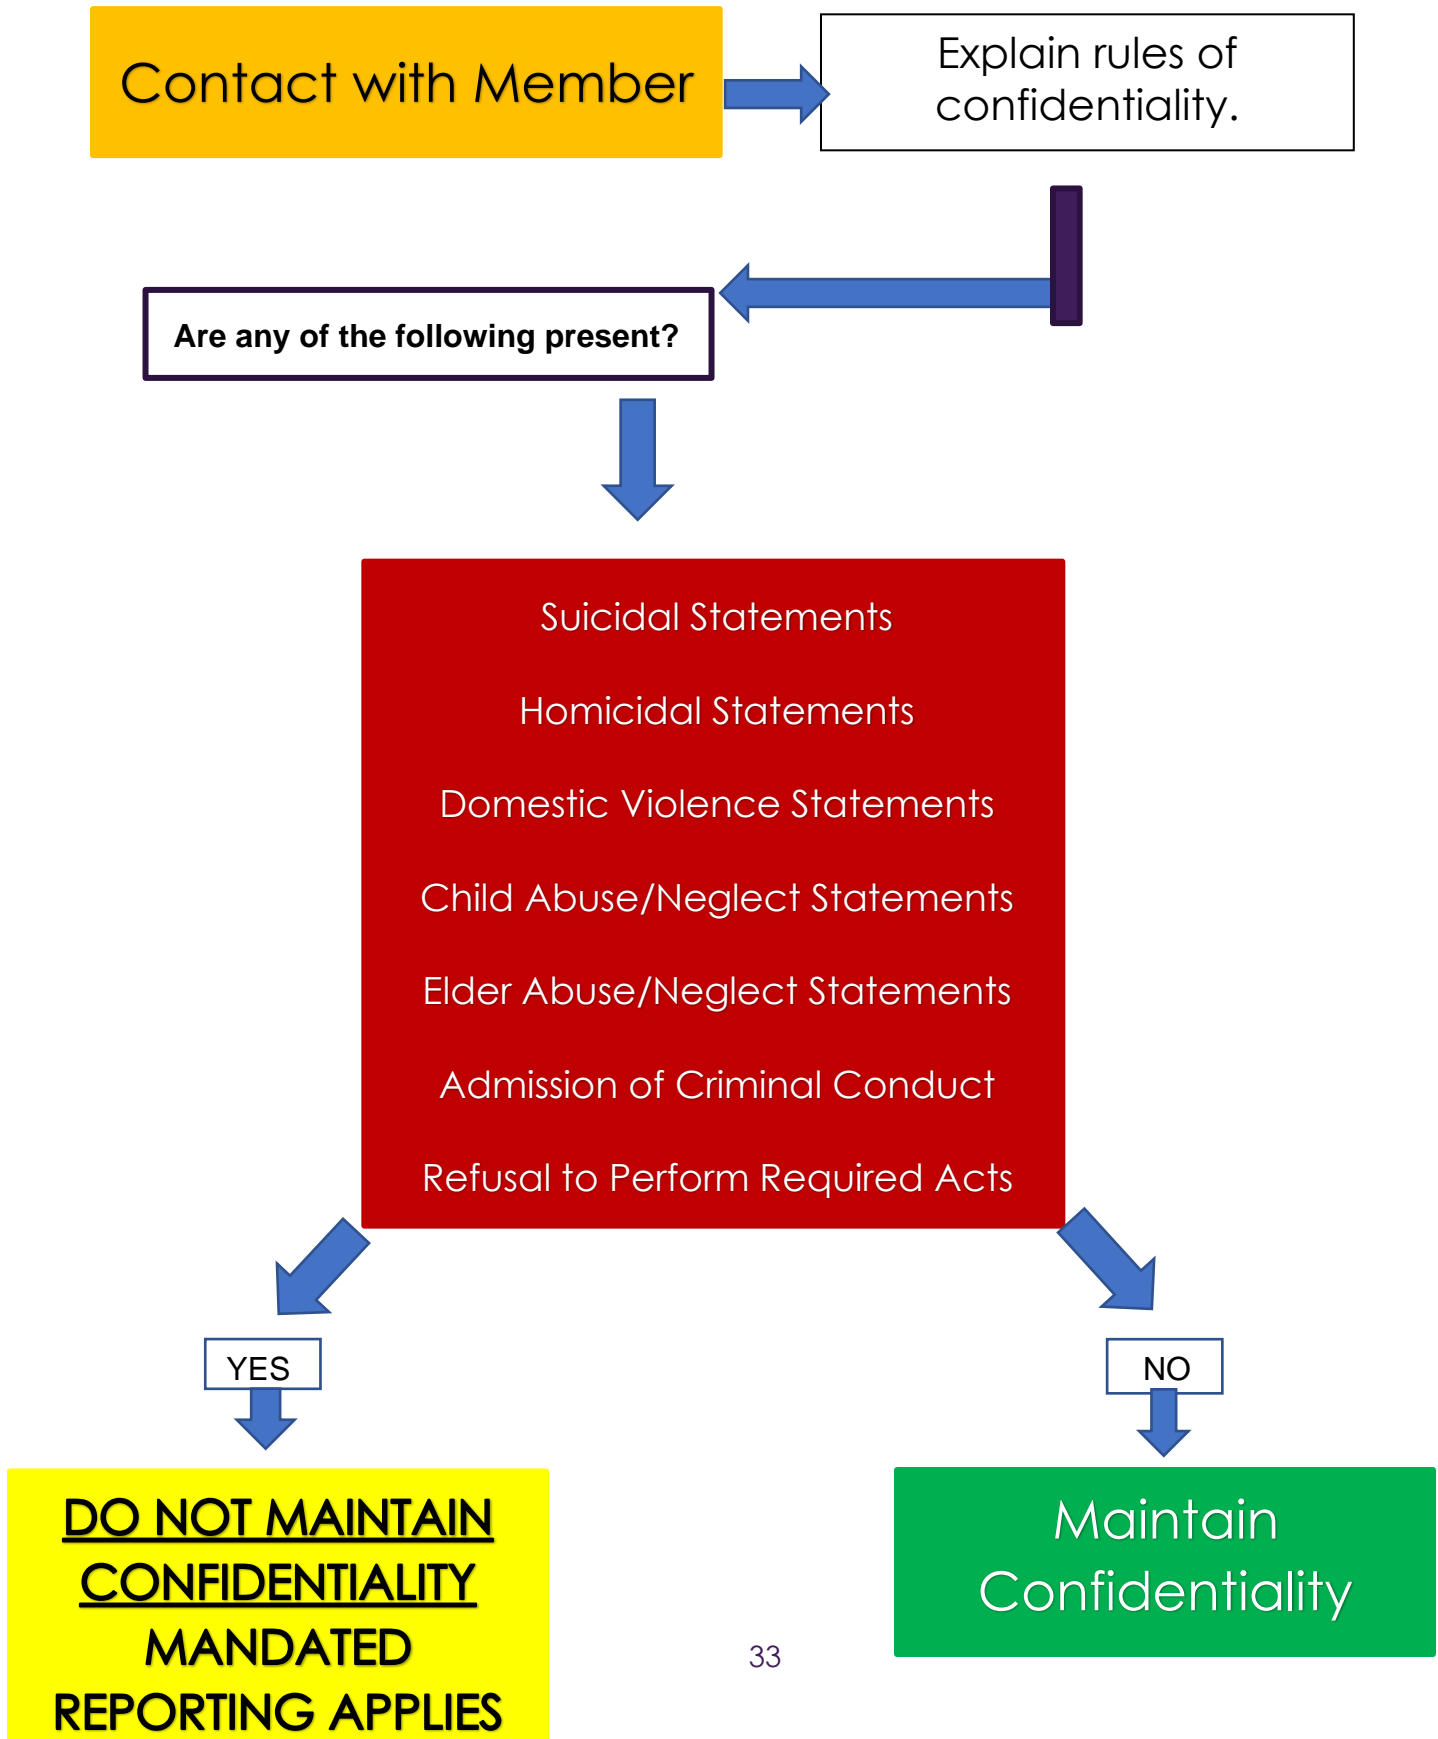 Contact with Member
Explain rules of
confidentiality.
Are any of the following present?
Suicidal Statements
Homicidal Statements
Domestic Violence Statements
Child Abuse/Neglect Statements
Elder Abuse/Neglect Statements
Admission of Criminal Conduct
Refusal to Perform Required Acts
YES
NO
DO NOT MAINTAIN
CONFIDENTIALITY
MANDATED
REPORTING APPLIES
Maintain
Confidentiality
33